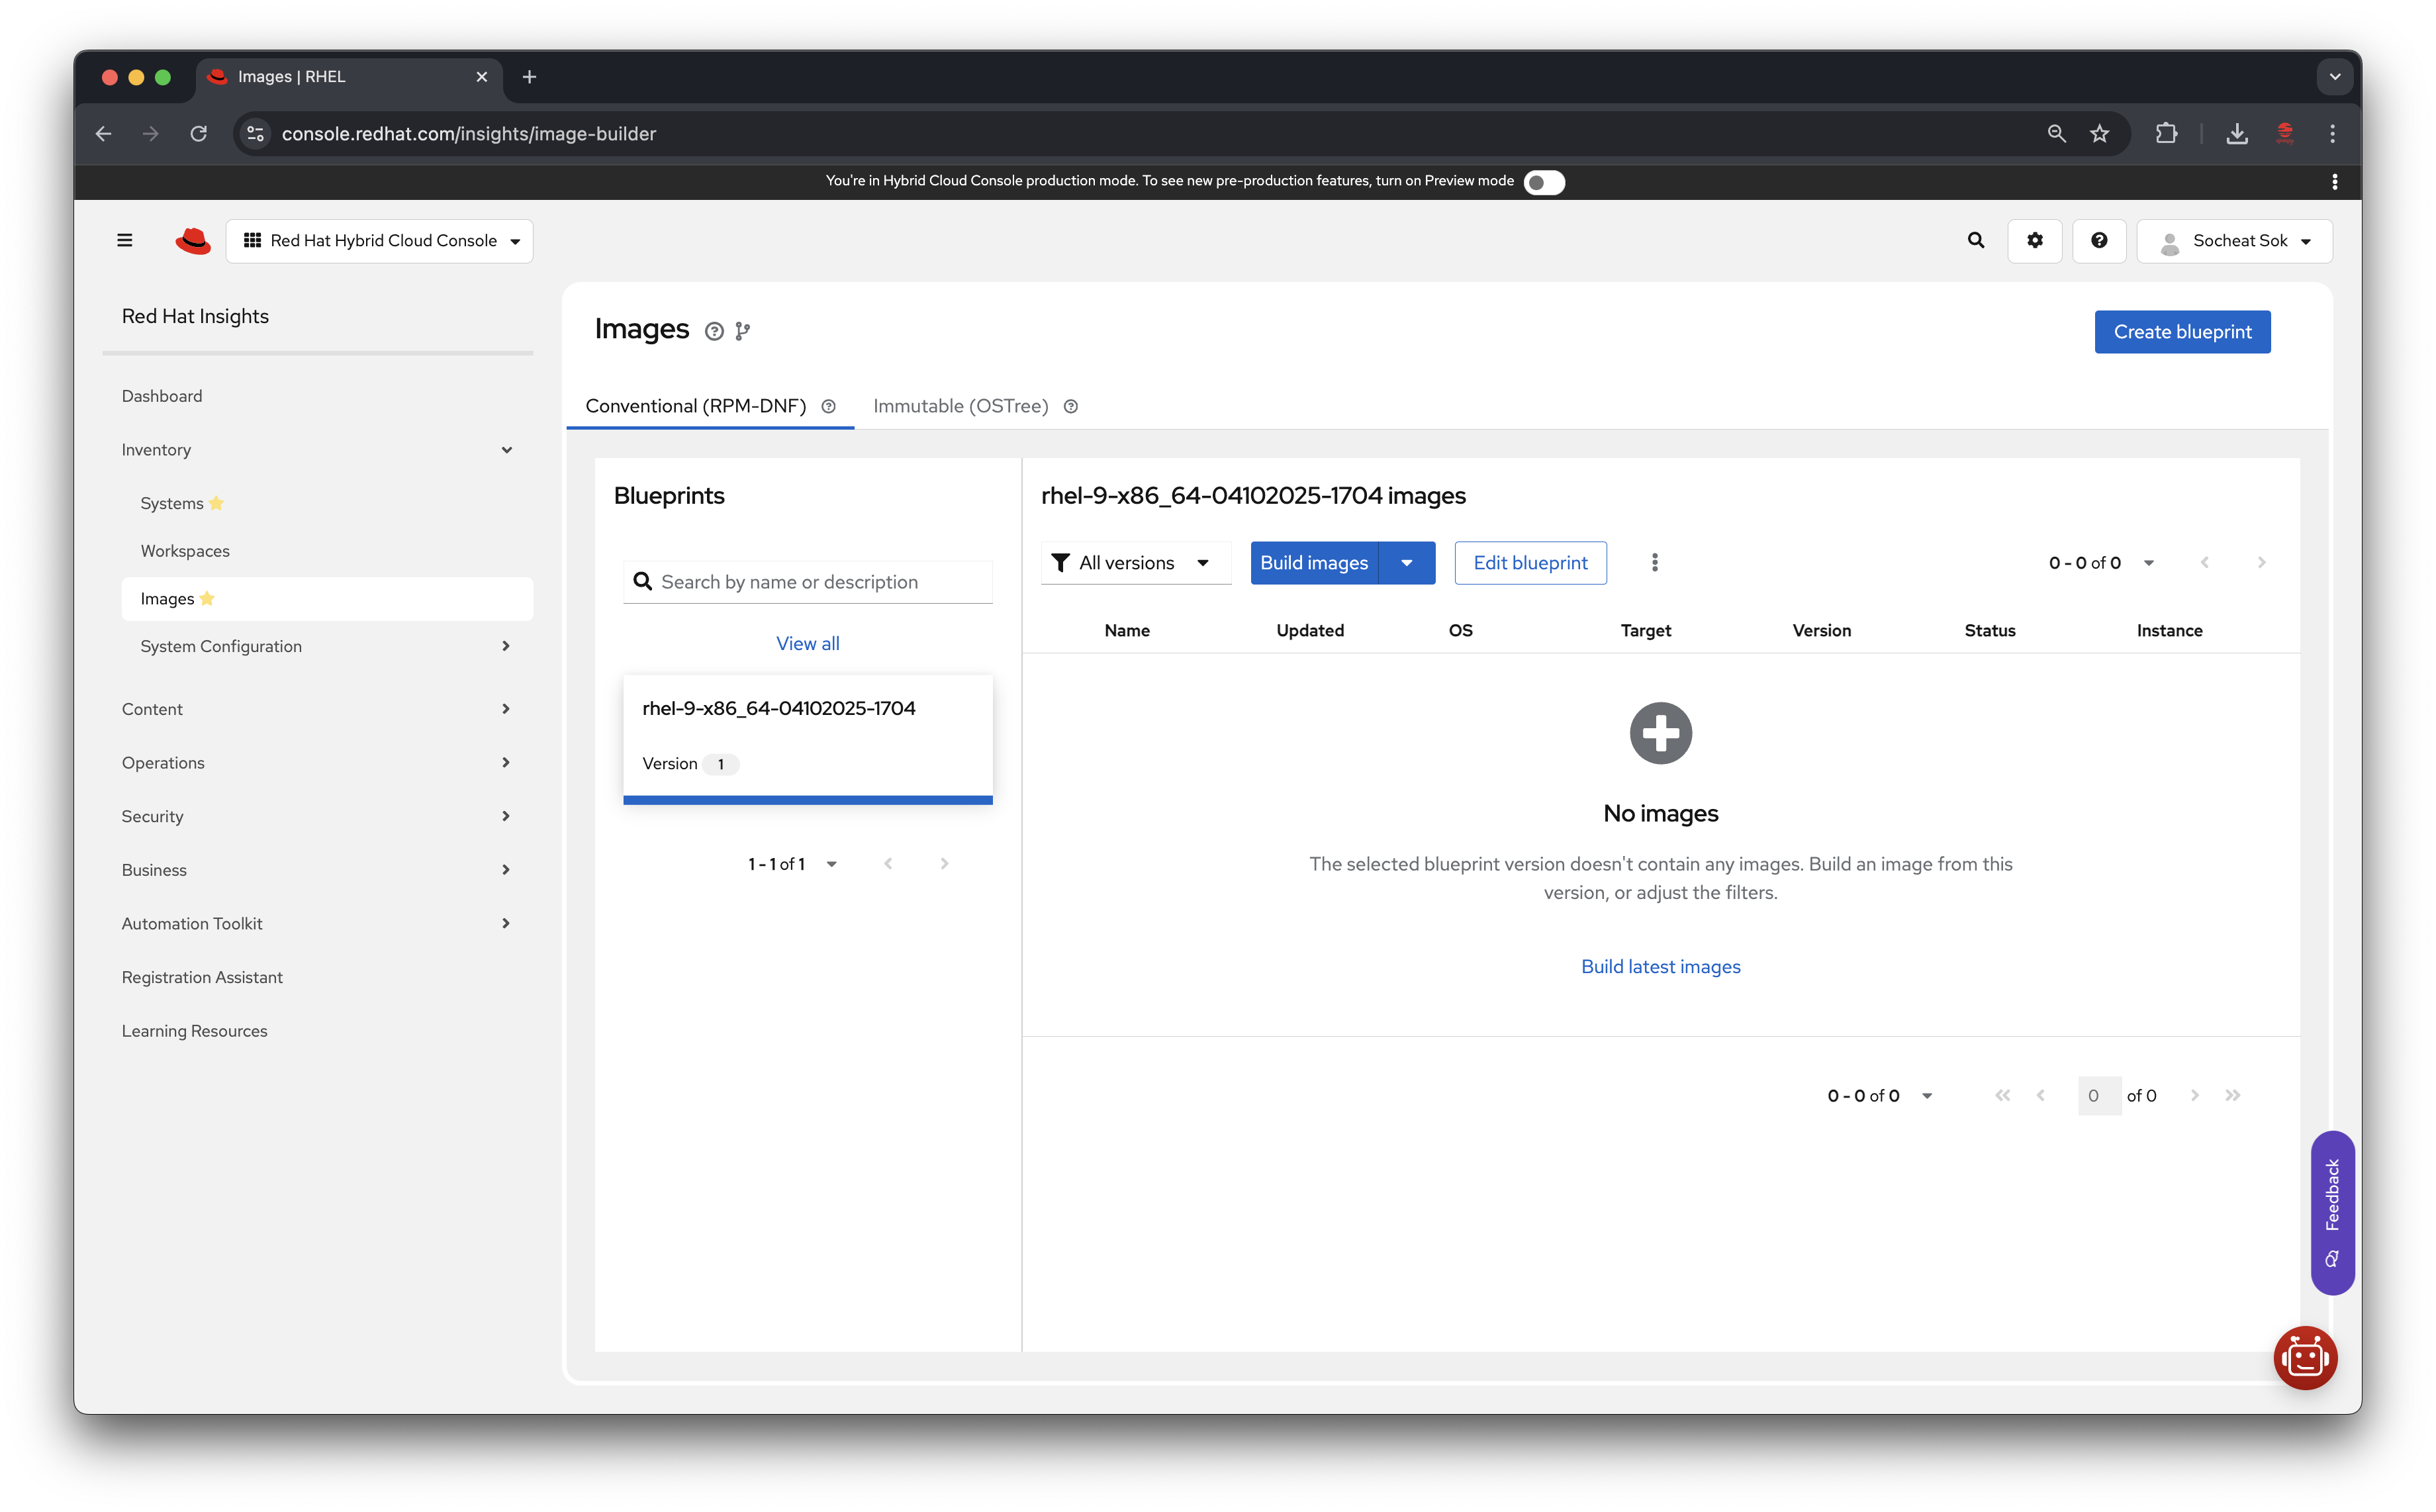 Images | RHEL
console.redhat.com/insights/image-builder
You're in Hybrid Cloud Console production mode. To see new pre-production features, turn on Preview mode
Red Hat Hybrid Cloud Console
Socheat Sok
Red Hat Insights
Dashboard
Inventory
Systems
Workspaces
Images
System Configuration
Content
Operations
Security
Business
Automation Toolkit
Registration Assistant
Learning Resources
Images
Create blueprint
Conventional (RPM-DNF)
Immutable (OSTree)
Blueprints
Search by name or description
View all
rhel-9-x86_64-04102025-1704
Version 1
1 - 1 of 1
rhel-9-x86_64-04102025-1704 images
All versions
Build images
Edit blueprint
0 - 0 of 0
Name Updated OS Target Version Status Instance
No images
The selected blueprint version doesn't contain any images. Build an image from this
version, or adjust the filters.
Build latest images
0 - 0 of 0
0 of 0
Feedback